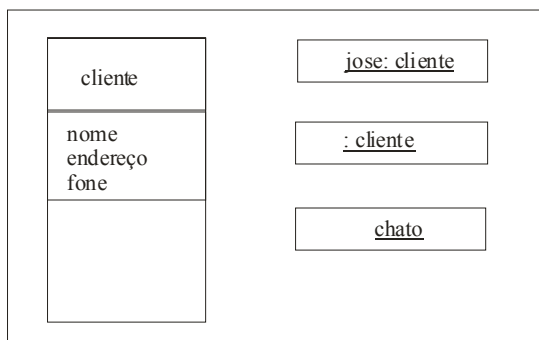 cliente
nome
endereço
fone
jose: cliente
: cliente
chato